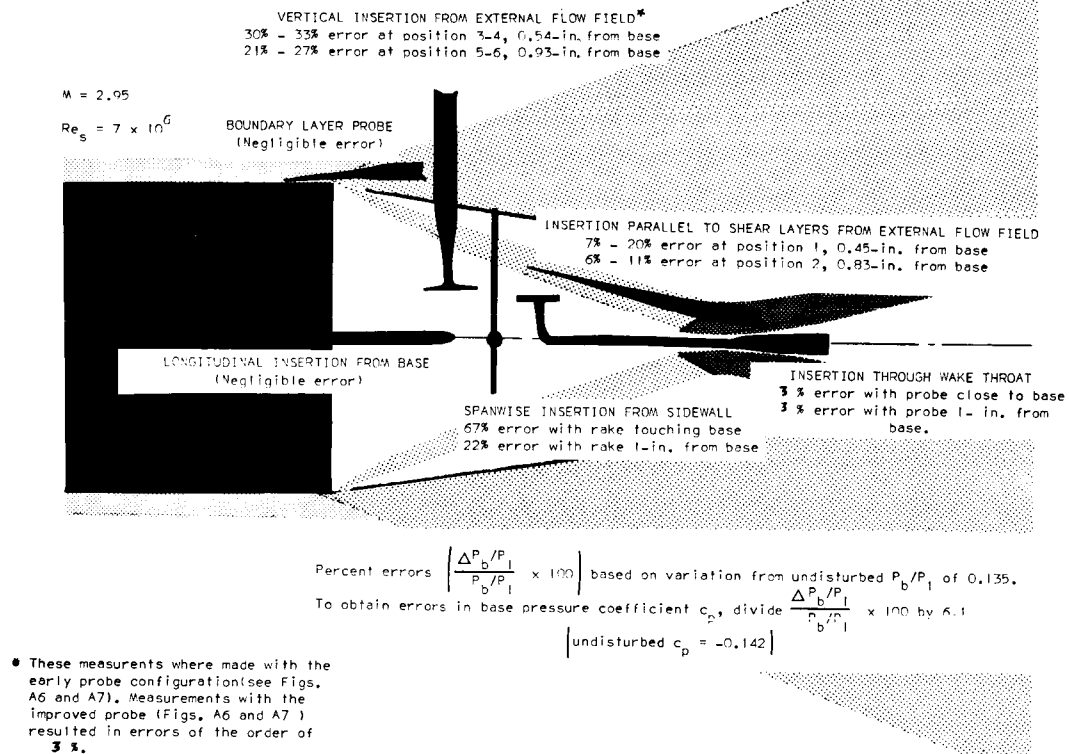 VERTICAL INSERTION FROM EXTERNAL FLOW FIELD*
30% - 33% error at position 3-4, 0.54-in. from base
21% - 27% error at position 5-6, 0.93-in. from base
M = 2.95
Re_s = 7 x 10^6
BOUNDARY LAYER PROBE
(Negligible error)
INSERTION PARALLEL TO SHEAR LAYERS FROM EXTERNAL FLOW FIELD
7% - 20% error at position 1, 0.45-in. from base
6% - 11% error at position 2, 0.83-in. from base
LONGITUDINAL INSERTION FROM BASE
(Negligible error)
INSERTION THROUGH WAKE THROAT
3 % error with probe close to base
3 % error with probe 1- in. from
base.
SPANWISE INSERTION FROM SIDEWALL
67% error with rake touching base
22% error with rake 1-in. from base
Percent errors | ΔP_b/P_1 / P_b/P_1 x 100 | based on variation from undisturbed P_b/P_1 of 0.135.
To obtain errors in base pressure coefficient c_p, divide ΔP_b/P_1 / P_b/P_1 x 100 by 6.1
| undisturbed c_p = -0.142 |
* These measurents where made with the
early probe configuration(see Figs.
A6 and A7). Measurements with the
improved probe (Figs. A6 and A7 )
resulted in errors of the order of
3 %.